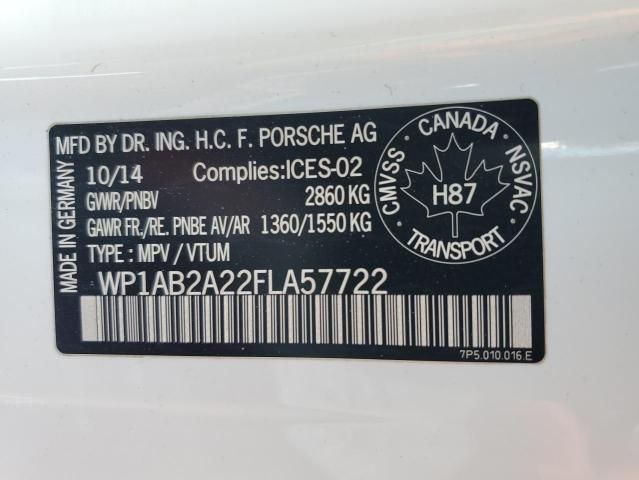 MADE IN GERMANY
MFD BY DR. ING. H.C. F. PORSCHE AG
10/14 Complies:ICES-02
GVWR/PNBV 2860 KG
GAWR FR./RE. PNBE AV/AR 1360/1550 KG
TYPE : MPV / VTUM
WP1AB2A22FLA57722
CMVSS • CANADA • NSVAC
H87
TRANSPORT
7P5.010.016.E